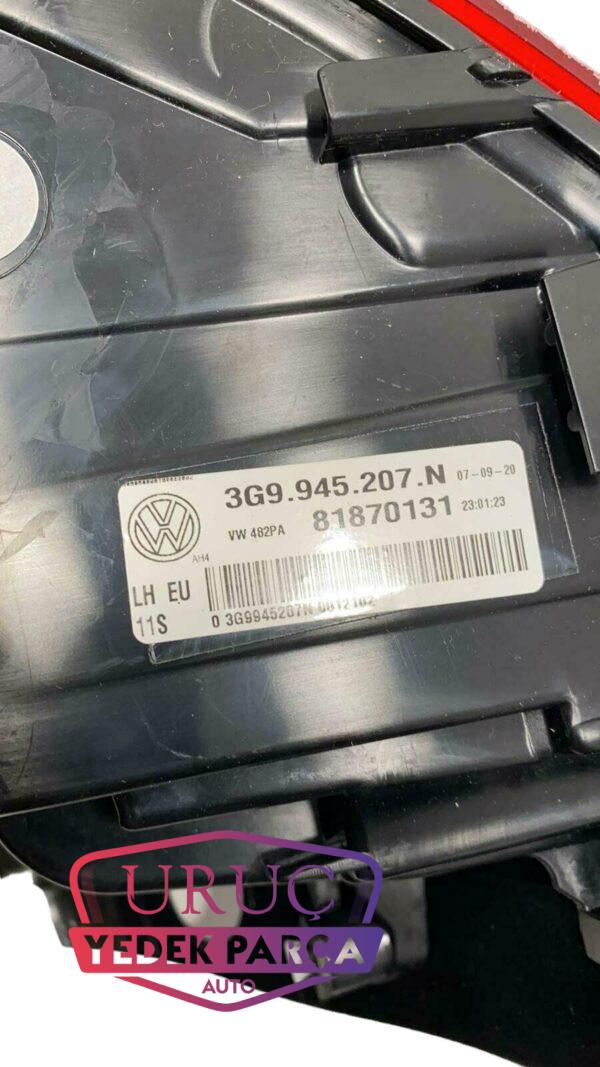 3G9.945.207.N 07-09-20
VW 482PA 81870131 23:01:23
AH4
LH EU
11S
0 3G9945207N 0012102
URUÇ
YEDEK PARÇA
AUTO